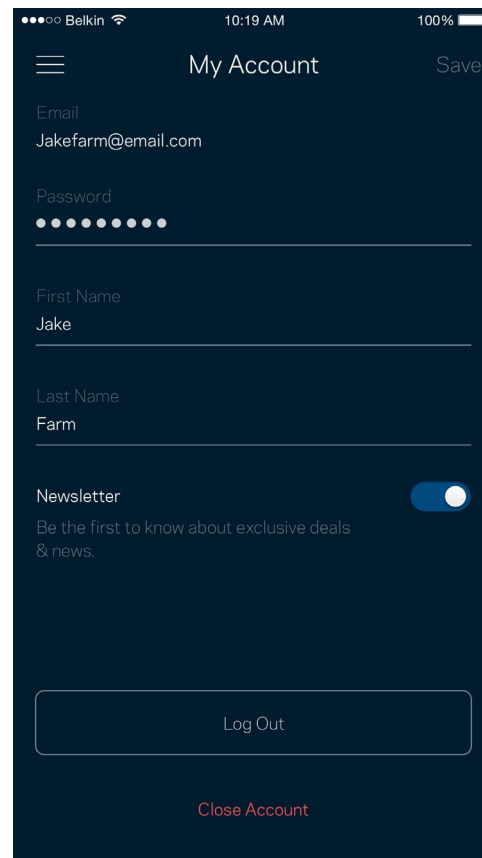 Belkin 10:19 AM 100%
My Account Save
Email
Jakefarm@email.com
Password
●●●●●●●●●
First Name
Jake
Last Name
Farm
Newsletter
Be the first to know about exclusive deals
& news.
Log Out
Close Account